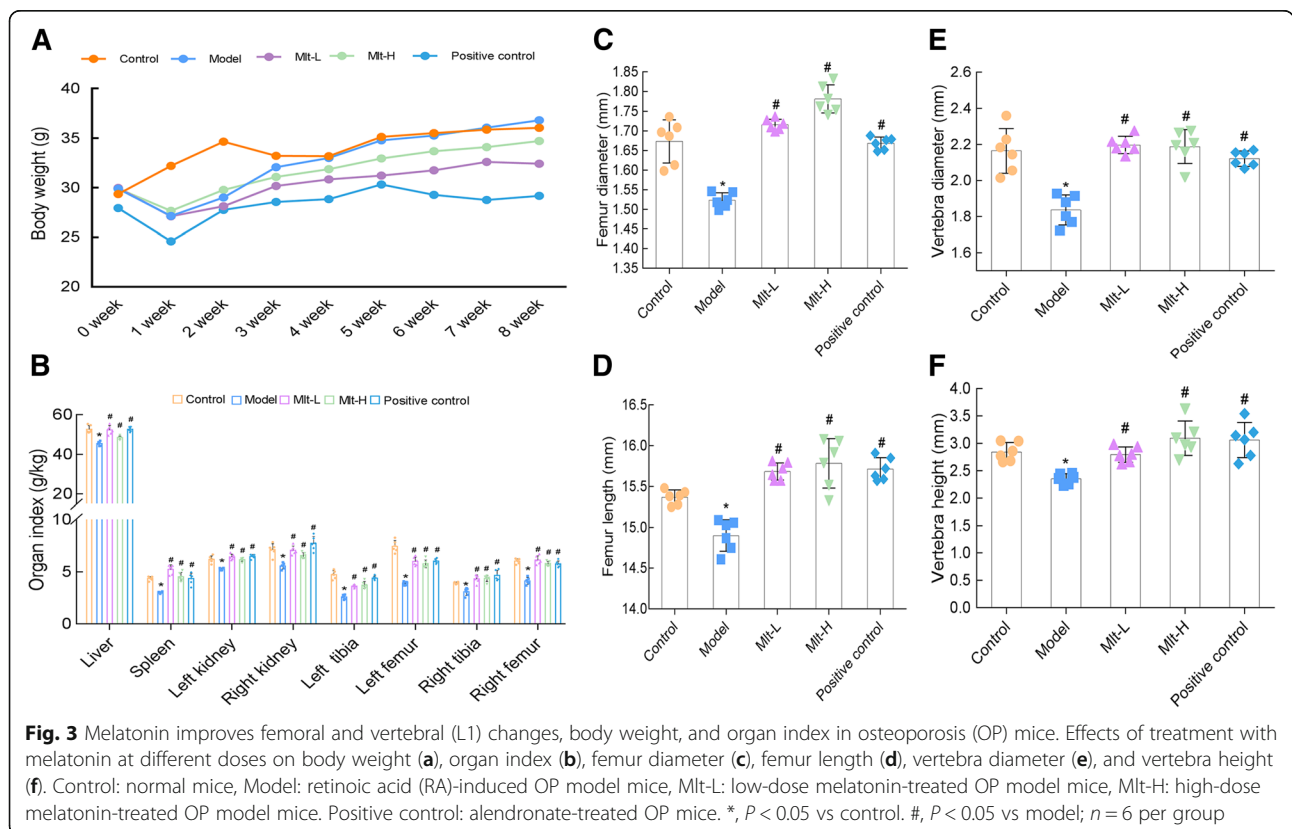 A
Control Model Mlt-L Mlt-H Positive control
Body weight (g)
40
35
30
25
20
0 week 1 week 2 week 3 week 4 week 5 week 6 week 7 week 8 week
B
Control Model Mlt-L Mlt-H Positive control
Organ index (g/kg)
60
40
20
10
5
0
* # # #
* # # #
* # # #
* # # #
* # # #
* # # #
* # # #
* # # #
Liver Spleen Left kidney Right kidney Left tibia Left femur Right tibia Right femur
C
Femur diameter (mm)
1.85
1.80
1.75
1.70
1.65
1.60
1.55
1.50
1.45
1.40
1.35
* # # #
Control Model Mlt-L Mlt-H Positive control
D
Femur length (mm)
16.5
16.0
15.5
15.0
14.5
14.0
* # # #
Control Model Mlt-L Mlt-H Positive control
E
Vertebra diameter (mm)
2.6
2.4
2.2
2.0
1.8
1.6
* # # #
Control Model Mlt-L Mlt-H Positive control
F
Vertebra height (mm)
4.0
3.5
3.0
2.5
2.0
1.5
1.0
0.5
0.0
* # # #
Control Model Mlt-L Mlt-H Positive control
Fig. 3 Melatonin improves femoral and vertebral (L1) changes, body weight, and organ index in osteoporosis (OP) mice. Effects of treatment with
melatonin at different doses on body weight (a), organ index (b), femur diameter (c), femur length (d), vertebra diameter (e), and vertebra height
(f). Control: normal mice, Model: retinoic acid (RA)-induced OP model mice, Mlt-L: low-dose melatonin-treated OP model mice, Mlt-H: high-dose
melatonin-treated OP model mice. Positive control: alendronate-treated OP mice. *, P < 0.05 vs control. #, P < 0.05 vs model; n = 6 per group